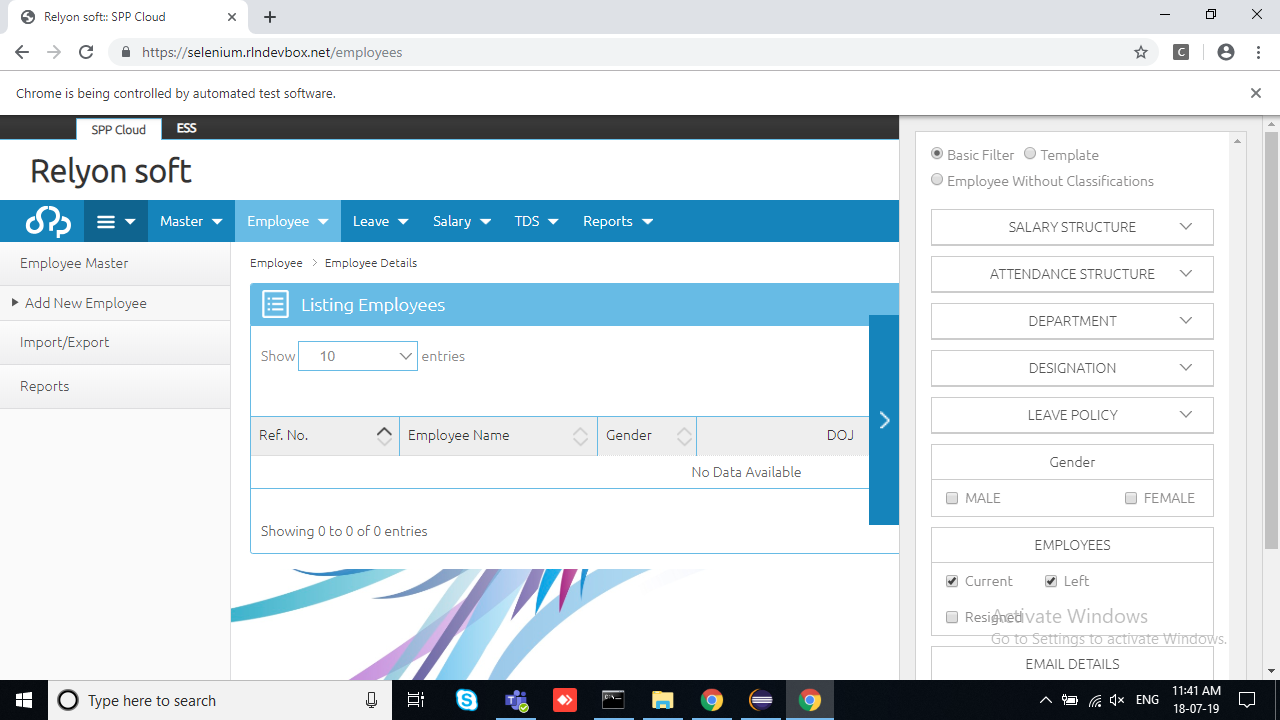 Relyon soft:: SPP Cloud
https://selenium.rlndevbox.net/employees
C
Chrome is being controlled by automated test software.
SPP Cloud ESS
Relyon soft
Master Employee Leave Salary TDS Reports
Employee Master
Add New Employee
Import/Export
Reports
Employee > Employee Details
Listing Employees
Show 10 entries
Ref. No. Employee Name Gender DOJ
No Data Available
Showing 0 to 0 of 0 entries
Basic Filter Template
Employee Without Classifications
SALARY STRUCTURE
ATTENDANCE STRUCTURE
DEPARTMENT
DESIGNATION
LEAVE POLICY
Gender
MALE FEMALE
EMPLOYEES
Current Left
Resigned
EMAIL DETAILS
Activate Windows
Go to Settings to activate Windows.
Type here to search
ENG
11:41 AM
18-07-19